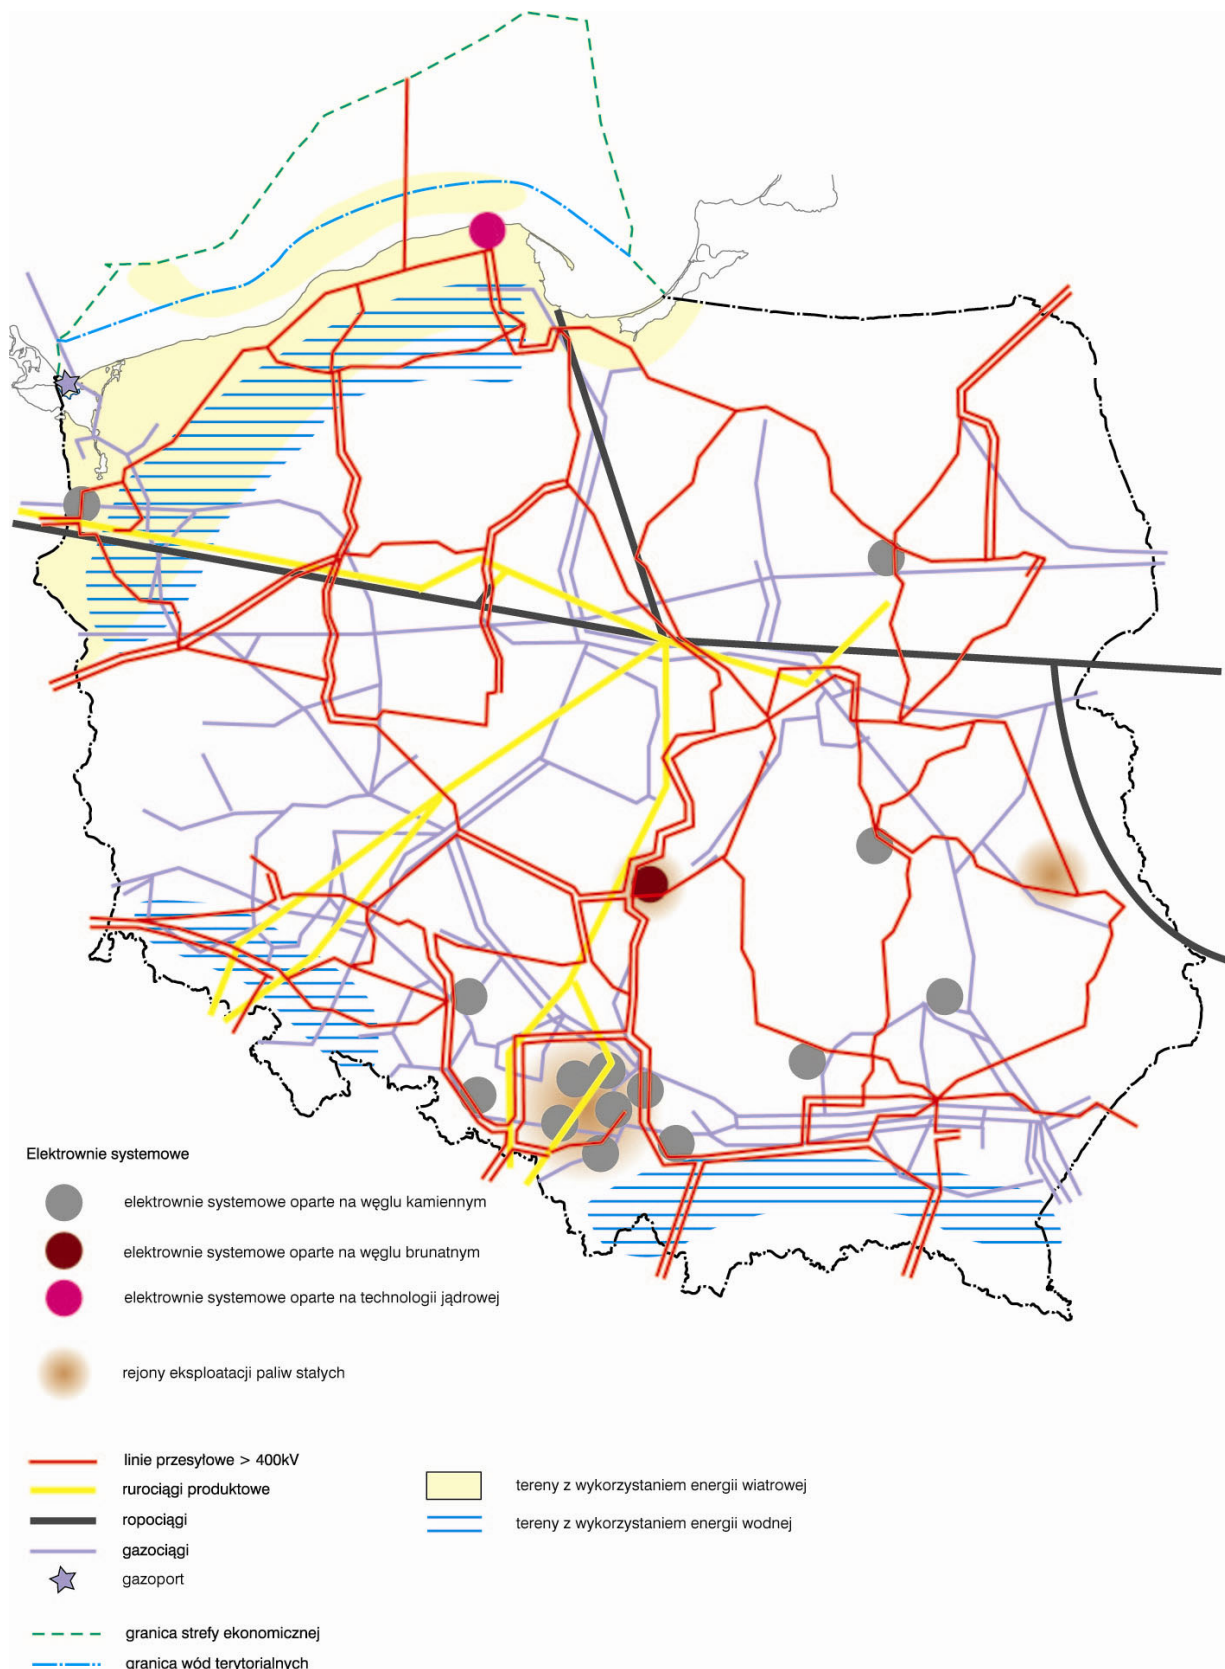 Elektrownie systemowe
elektrownie systemowe oparte na węglu kamiennym
elektrownie systemowe oparte na węglu brunatnym
elektrownie systemowe oparte na technologii jądrowej
rejony eksploatacji paliw stałych
linie przesyłowe > 400kV
rurociągi produktowe
ropociągi
gazociągi
gazoport
granica strefy ekonomicznej
granica wód terytorialnych
tereny z wykorzystaniem energii wiatrowej
tereny z wykorzystaniem energii wodnej